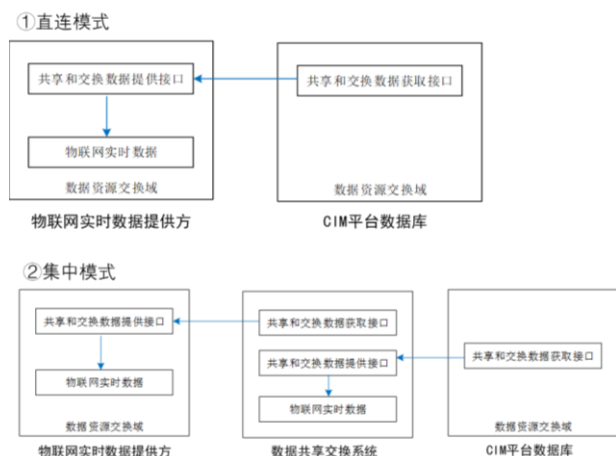 ①直连模式
共享和交换数据提供接口
共享和交换数据获取接口
物联网实时数据
数据资源交换域
数据资源交换域
物联网实时数据提供方
CIM平台数据库
②集中模式
共享和交换数据提供接口
共享和交换数据获取接口
共享和交换数据提供接口
共享和交换数据获取接口
物联网实时数据
物联网实时数据
数据资源交换域
数据资源交换域
物联网实时数据提供方
数据共享交换系统
CIM平台数据库